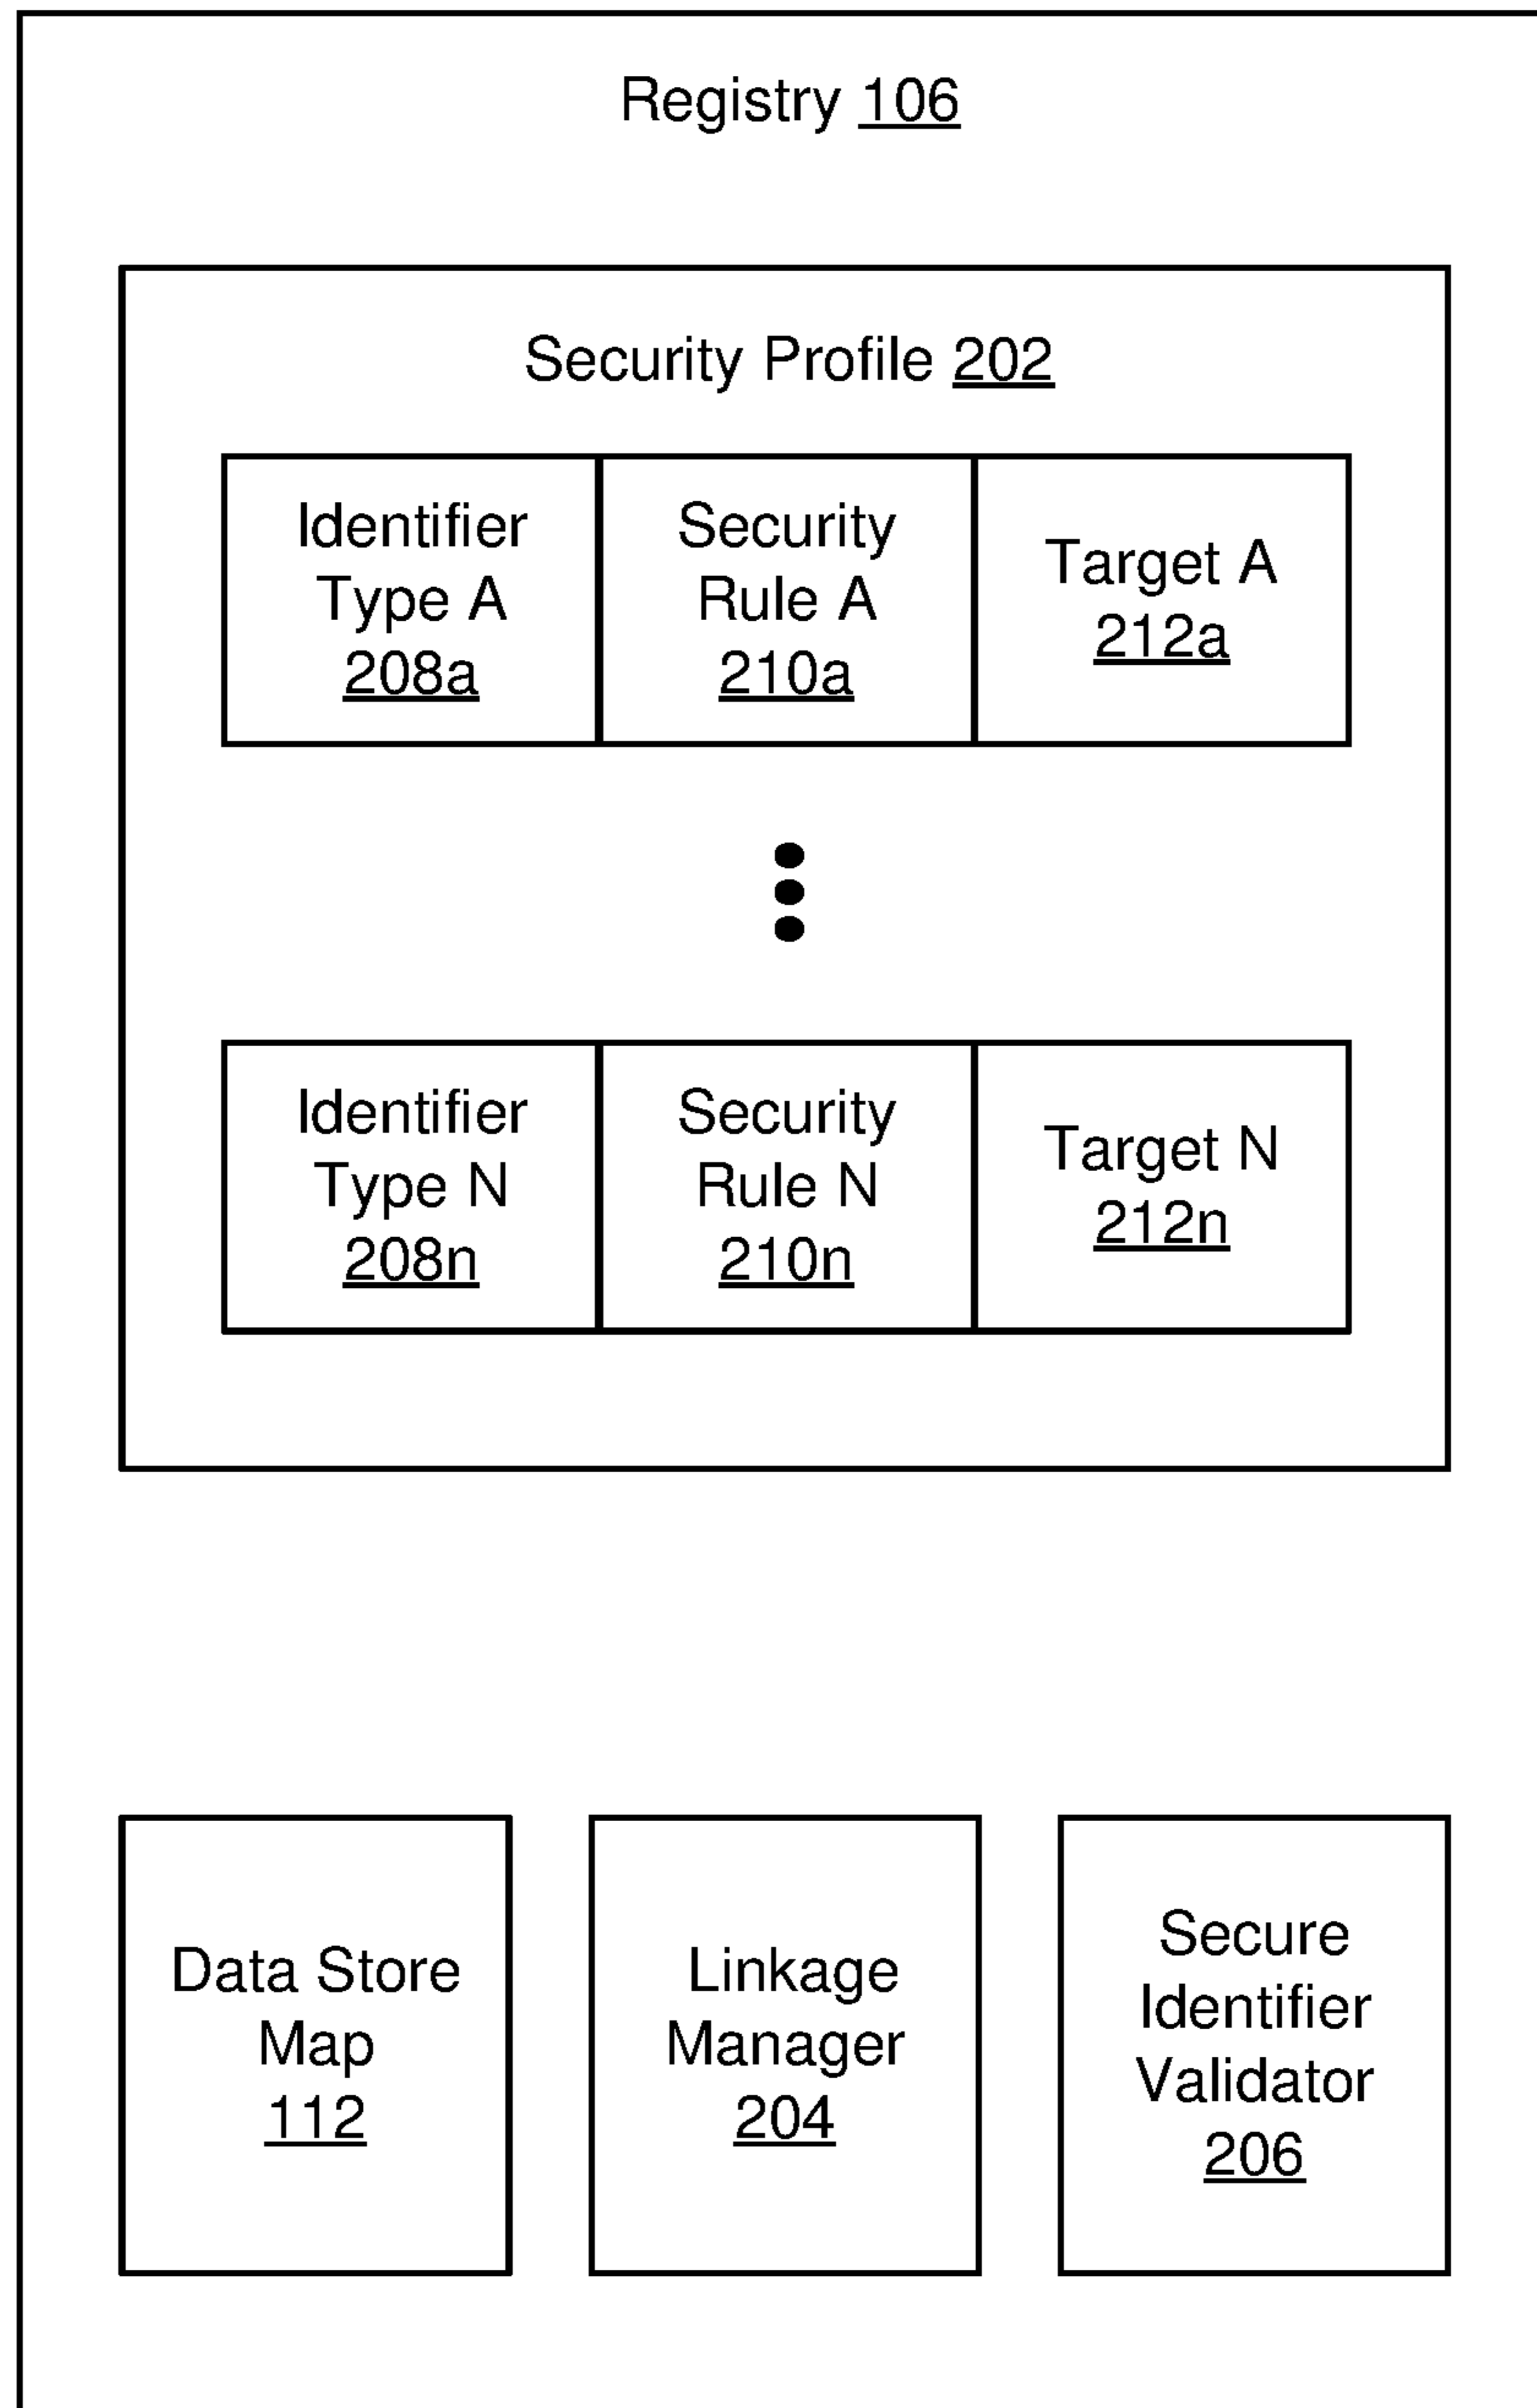 Registry 106
Security Profile 202
Identifier
Type A
208a
Security
Rule A
210a
Target A
212a
Identifier
Type N
208n
Security
Rule N
210n
Target N
212n
Data Store
Map
112
Linkage
Manager
204
Secure
Identifier
Validator
206